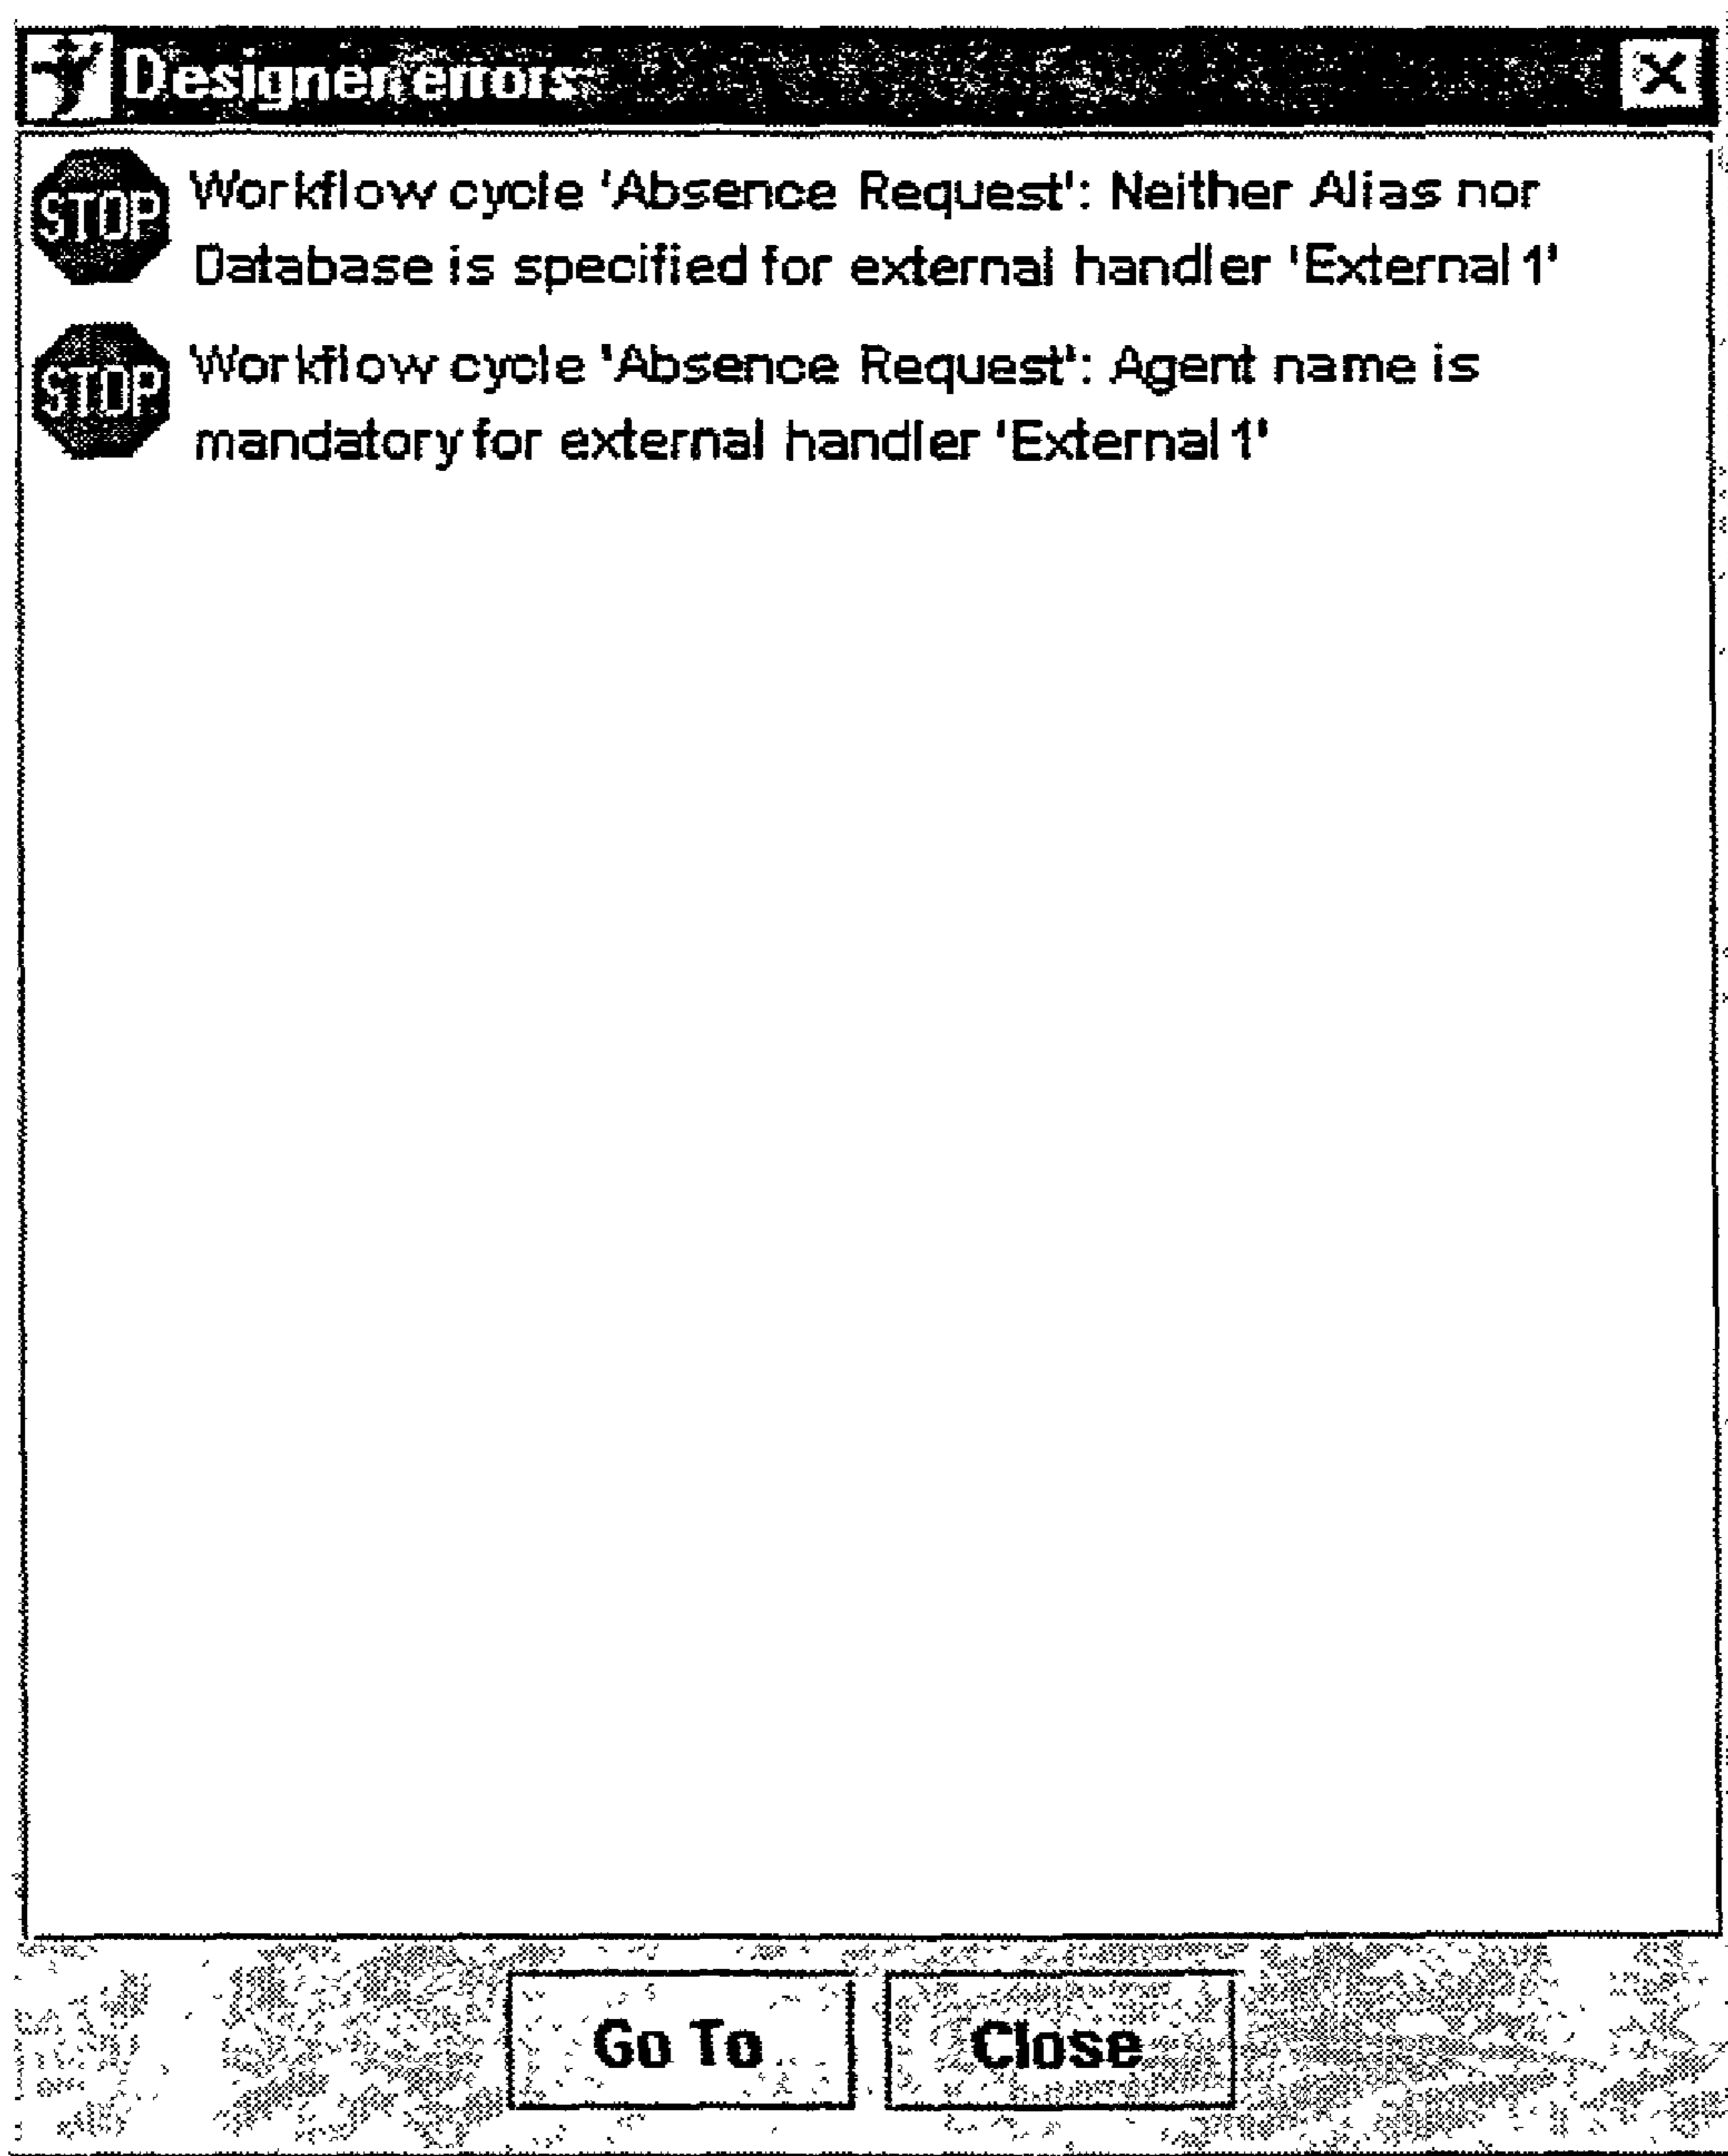 Designer errors
STOP
Workflow cycle 'Absence Request': Neither Alias nor
Database is specified for external handler 'External 1'
STOP
Workflow cycle 'Absence Request': Agent name is
mandatory for external handler 'External 1'
Go To
Close